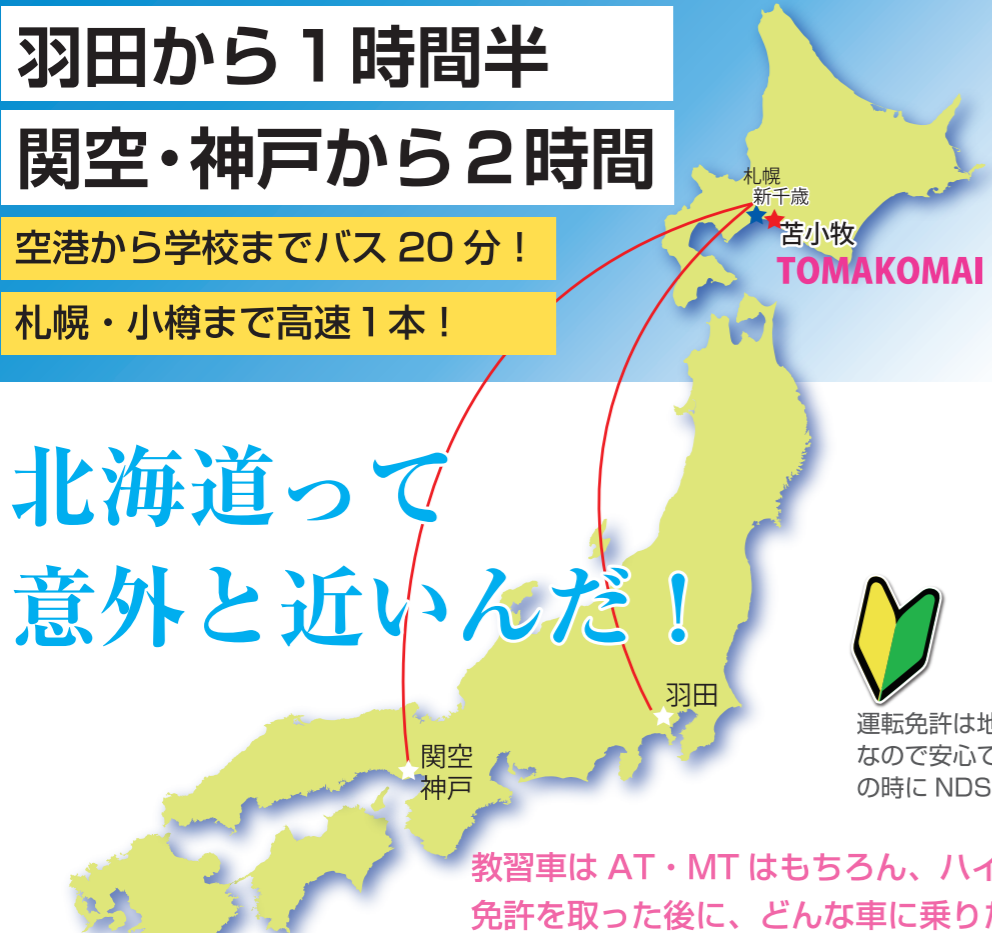 羽田から１時間半
関空・神戸から２時間
空港から学校までバス 20 分！
札幌・小樽まで高速１本！
札幌
新千歳
苫小牧
TOMAKOMAI
北海道って
意外と近いんだ！
羽田
関空
神戸
運転免許は地
なので安心で
の時に NDS
教習車は AT・MT はもちろん、ハイ
免許を取った後に、どんな車に乗りた